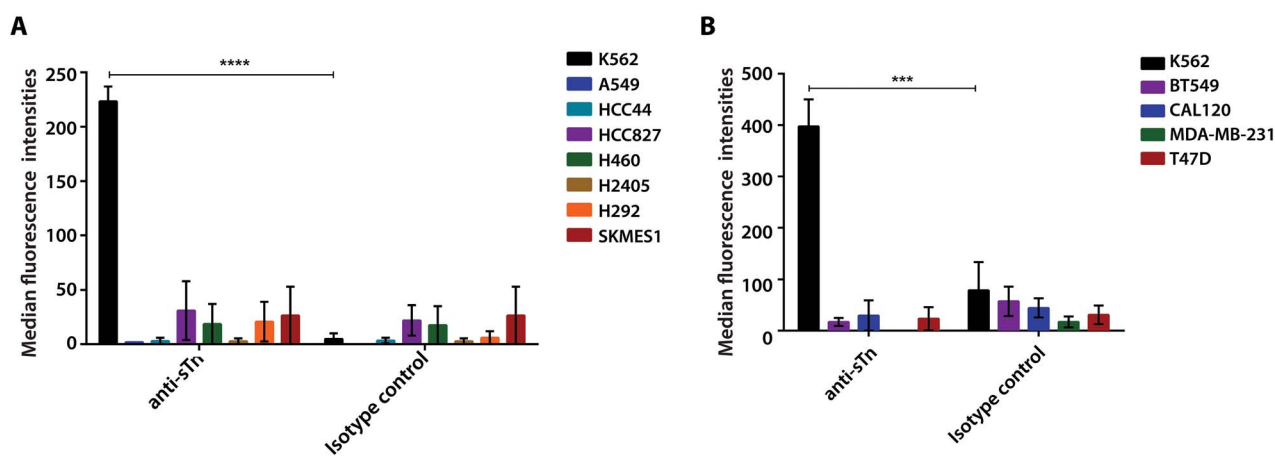 A
B
Median fluorescence intensities
250
200
150
100
50
0
****
anti-sTn
Isotype control
K562
A549
HCC44
HCC827
H460
H2405
H292
SKMES1
Median fluorescence intensities
500
400
300
200
100
0
***
anti-sTn
Isotype control
K562
BT549
CAL120
MDA-MB-231
T47D